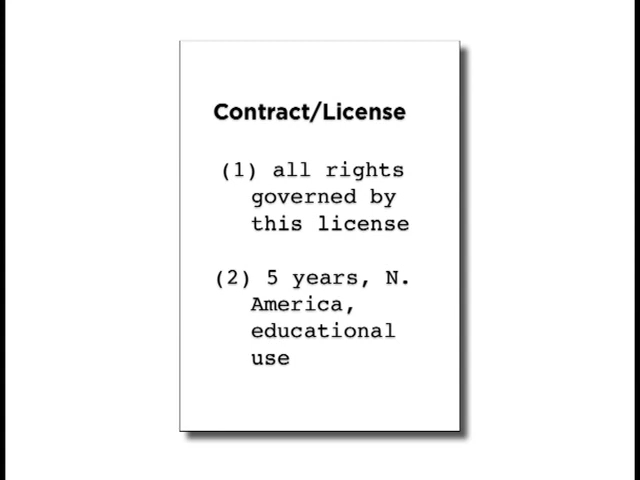 Contract/License
(1) all rights
governed by
this license
(2) 5 years, N.
America,
educational
use